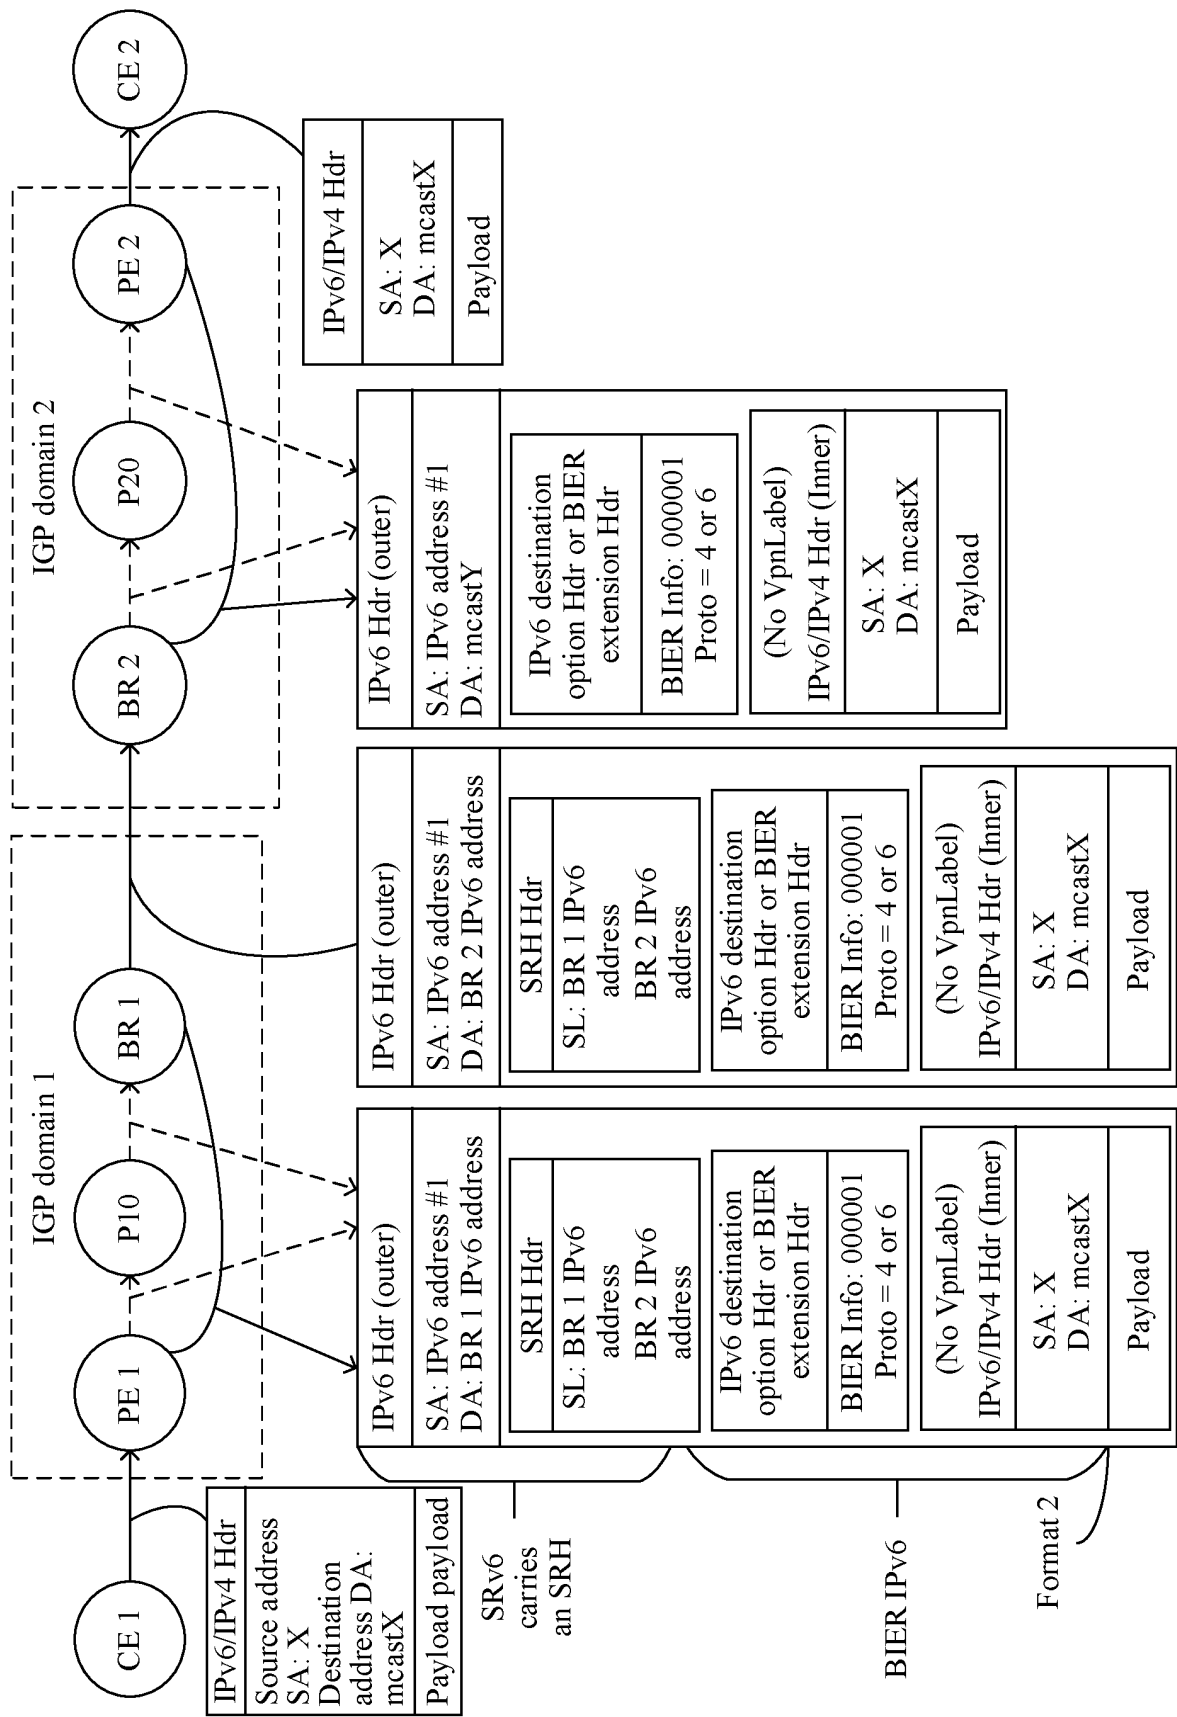 IGP domain 1
IGP domain 2
CE 1
PE 1
P10
BR 1
BR 2
P20
PE 2
CE 2
IPv6/IPv4 Hdr
Source address
SA: X
Destination
address DA:
mcastX
Payload payload
SRv6
carries
an SRH
BIER IPv6
Format 2
IPv6 Hdr (outer)
SA: IPv6 address #1
DA: BR 1 IPv6 address
SRH Hdr
SL: BR 1 IPv6
address
BR 2 IPv6
address
IPv6 destination
option Hdr or BIER
extension Hdr
BIER Info: 000001
Proto = 4 or 6
(No VpnLabel)
IPv6/IPv4 Hdr (Inner)
SA: X
DA: mcastX
Payload
IPv6 Hdr (outer)
SA: IPv6 address #1
DA: BR 2 IPv6 address
SRH Hdr
SL: BR 1 IPv6
address
BR 2 IPv6
address
IPv6 destination
option Hdr or BIER
extension Hdr
BIER Info: 000001
Proto = 4 or 6
(No VpnLabel)
IPv6/IPv4 Hdr (Inner)
SA: X
DA: mcastX
Payload
IPv6 Hdr (outer)
SA: IPv6 address #1
DA: mcastY
IPv6 destination
option Hdr or BIER
extension Hdr
BIER Info: 000001
Proto = 4 or 6
(No VpnLabel)
IPv6/IPv4 Hdr (Inner)
SA: X
DA: mcastX
Payload
IPv6/IPv4 Hdr
SA: X
DA: mcastX
Payload